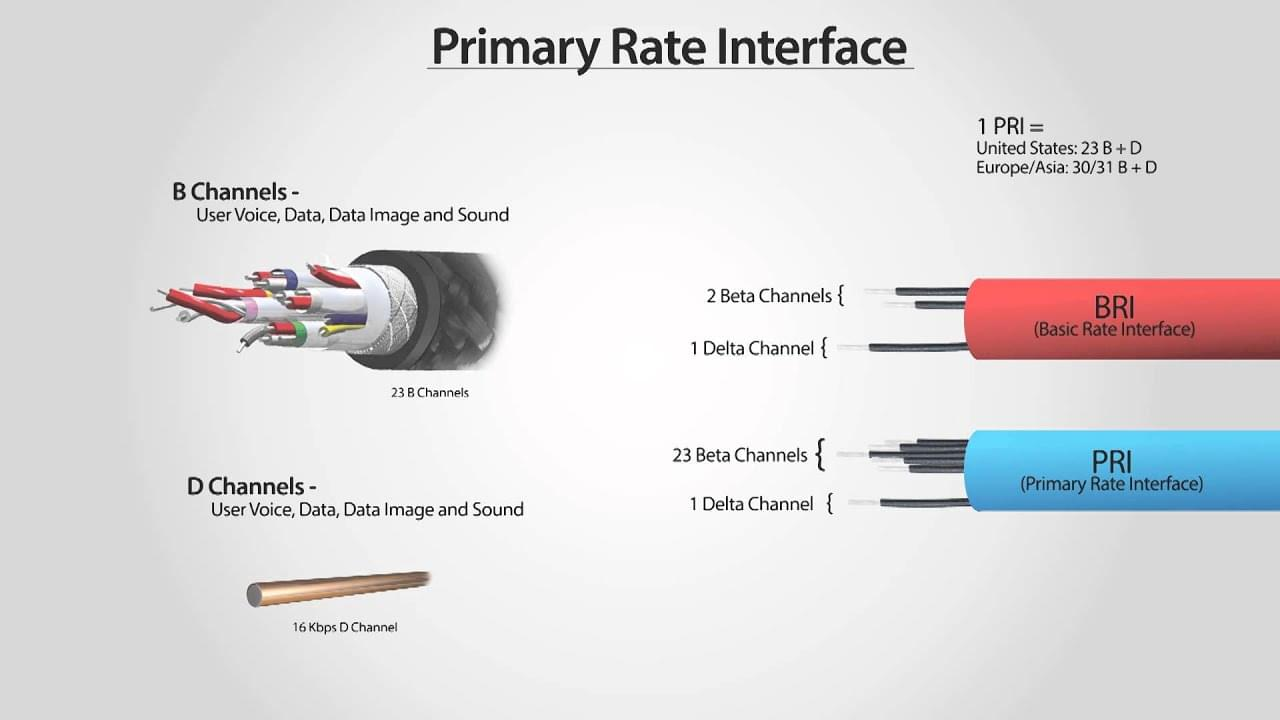 Primary Rate Interface
1 PRI =
United States: 23 B + D
Europe/Asia: 30/31 B + D
B Channels -
User Voice, Data, Data Image and Sound
23 B Channels
2 Beta Channels {
1 Delta Channel {
BRI
(Basic Rate Interface)
23 Beta Channels {
1 Delta Channel {
PRI
(Primary Rate Interface)
D Channels -
User Voice, Data, Data Image and Sound
16 Kbps D Channel